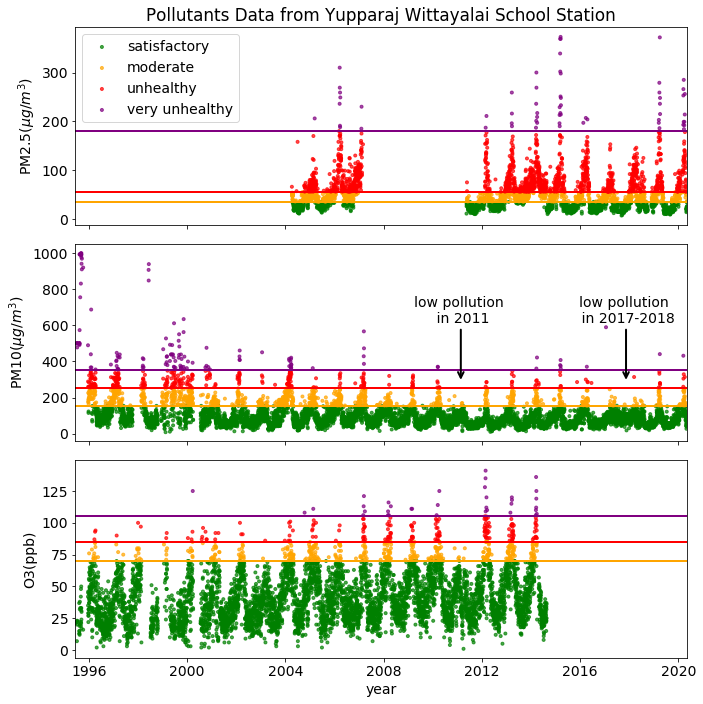 Pollutants Data from Yupparaj Wittayalai School Station
satisfactory
moderate
unhealthy
very unhealthy
PM2.5(μg/m³)
300
200
100
0
PM10(μg/m³)
1000
800
600
400
200
0
low pollution
in 2011
low pollution
in 2017-2018
O3(ppb)
125
100
75
50
25
0
1996
2000
2004
2008
2012
2016
2020
year